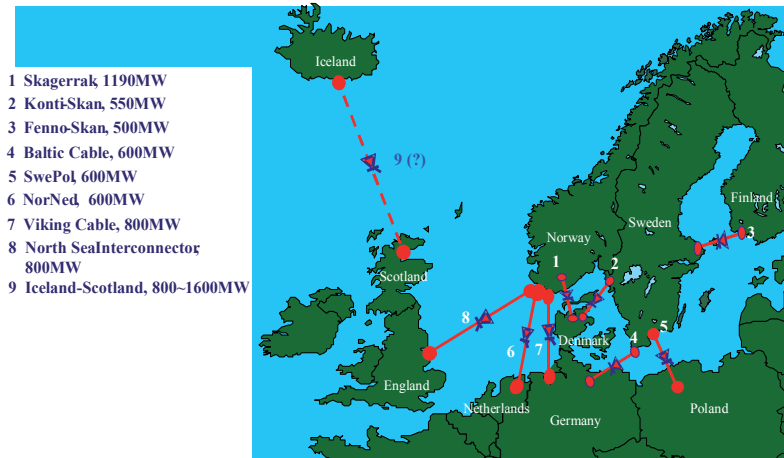 1 Skagerrak, 1190MW
2 Konti-Skan, 550MW
3 Fenno-Skan, 500MW
4 Baltic Cable, 600MW
5 SwePol, 600MW
6 NorNed, 600MW
7 Viking Cable, 800MW
8 North SeaInterconnector,
800MW
9 Iceland-Scotland, 800~1600MW
Iceland
9 (?)
Finland
Sweden
Norway
3
1
2
Scotland
8
5
Denmark
4
6
7
England
Netherlands
Poland
Germany